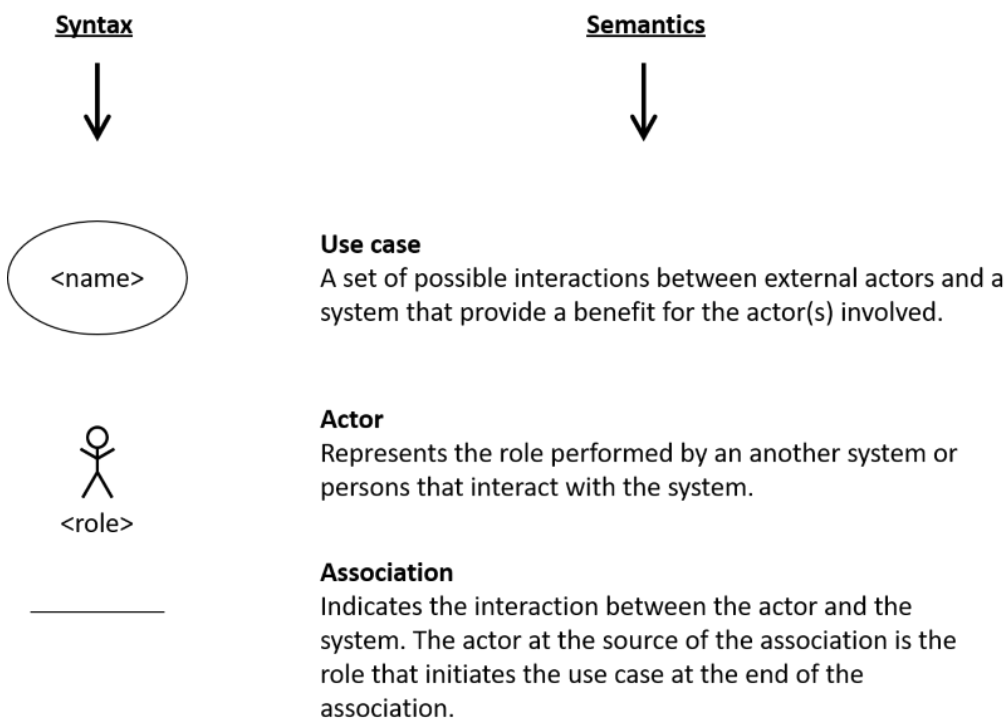 Syntax
Semantics
<name>
Use case
A set of possible interactions between external actors and a
system that provide a benefit for the actor(s) involved.
<role>
Actor
Represents the role performed by an another system or
persons that interact with the system.
Association
Indicates the interaction between the actor and the
system. The actor at the source of the association is the
role that initiates the use case at the end of the
association.